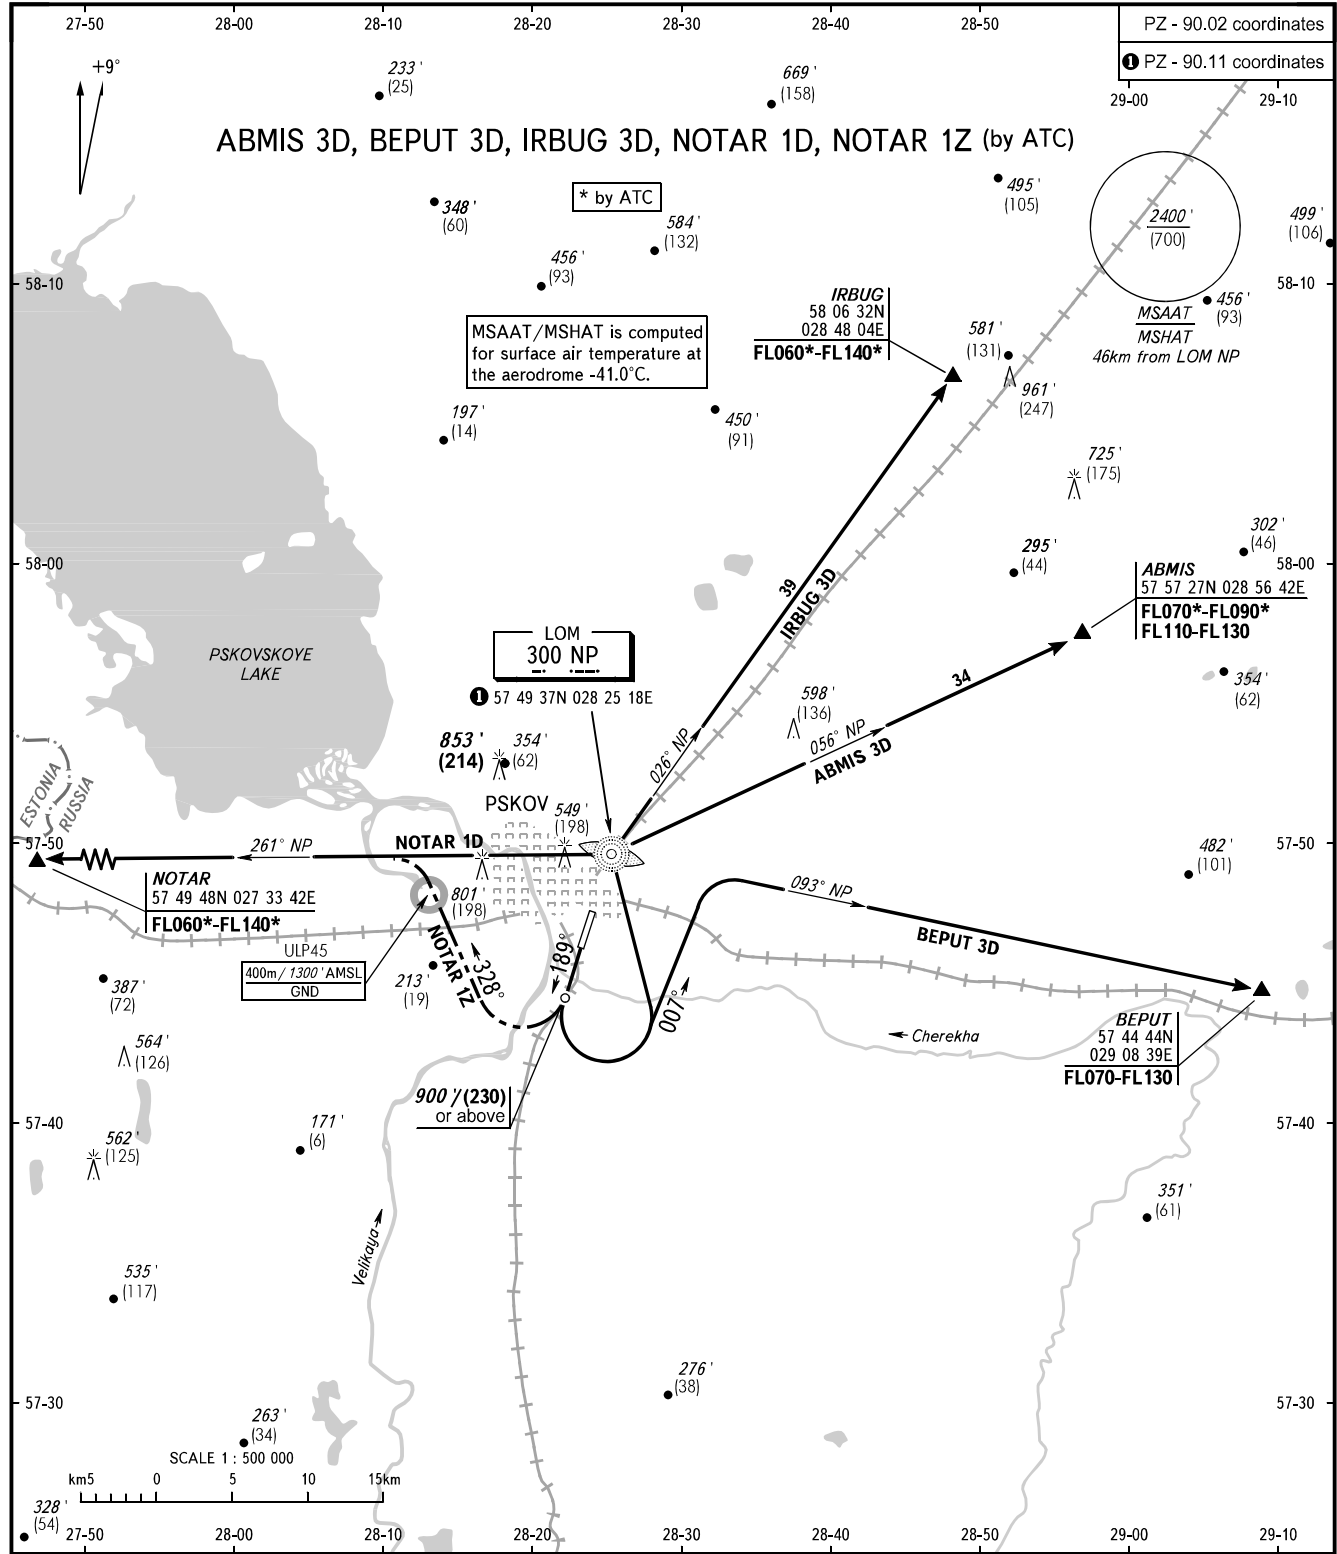 27-50
28-00
28-10
28-20
28-30
28-40
28-50
PZ - 90.02 coordinates
❶ PZ - 90.11 coordinates
29-00
29-10
+9°
233 '
(25)
669 '
(158)
ABMIS 3D, BEPUT 3D, IRBUG 3D, NOTAR 1D, NOTAR 1Z (by ATC)
* by ATC
348 '
(60)
584 '
(132)
495 '
(105)
2400 '
(700)
499 '
(106)
456 '
(93)
58-10
58-10
IRBUG
58 06 32N
028 48 04E
FL060*-FL140*
456 '
(93)
MSAAT
MSHAT
46km from LOM NP
MSAAT/MSHAT is computed
for surface air temperature at
the aerodrome -41.0°C.
581 '
(131)
961 '
(247)
197 '
(14)
450 '
(91)
725 '
(175)
302 '
(46)
295 '
(44)
58-00
58-00
39
IRBUG 3D
ABMIS
57 57 27N 028 56 42E
FL070*-FL090*
FL110-FL130
LOM
300 NP
❶ 57 49 37N 028 25 18E
PSKOVSKOYE
LAKE
34
354 '
(62)
598 '
(136)
056° NP
ABMIS 3D
026° NP
853 '
(214)
354 '
(62)
ESTONIA
RUSSIA
PSKOV
549 '
(198)
57-50
57-50
261° NP
NOTAR 1D
482 '
(101)
NOTAR
57 49 48N 027 33 42E
FL060*-FL140*
801 '
(198)
093° NP
BEPUT 3D
ULP45
400m / 1300 ' AMSL
GND
NOTAR 1Z
328°
189°
007°
213 '
(19)
387 '
(72)
564 '
(126)
Cherekha
BEPUT
57 44 44N
029 08 39E
FL070-FL130
900 '/(230)
or above
57-40
57-40
171 '
(6)
562 '
(125)
351 '
(61)
Velikaya
535 '
(117)
276 '
(38)
57-30
57-30
263 '
(34)
SCALE 1 : 500 000
km5 0 5 10 15km
328 '
(54)
27-50
28-00
28-10
28-20
28-30
28-40
28-50
29-00
29-10